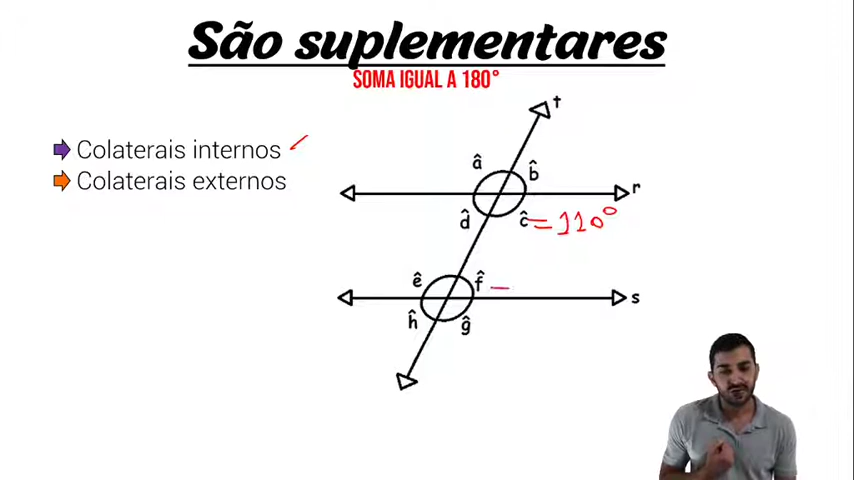 São suplementares
SOMA IGUAL A 180°
Colaterais internos
Colaterais externos
t
â
b̂
r
d̂
ĉ = 110°
ê
f̂ –
s
ĥ
ĝ